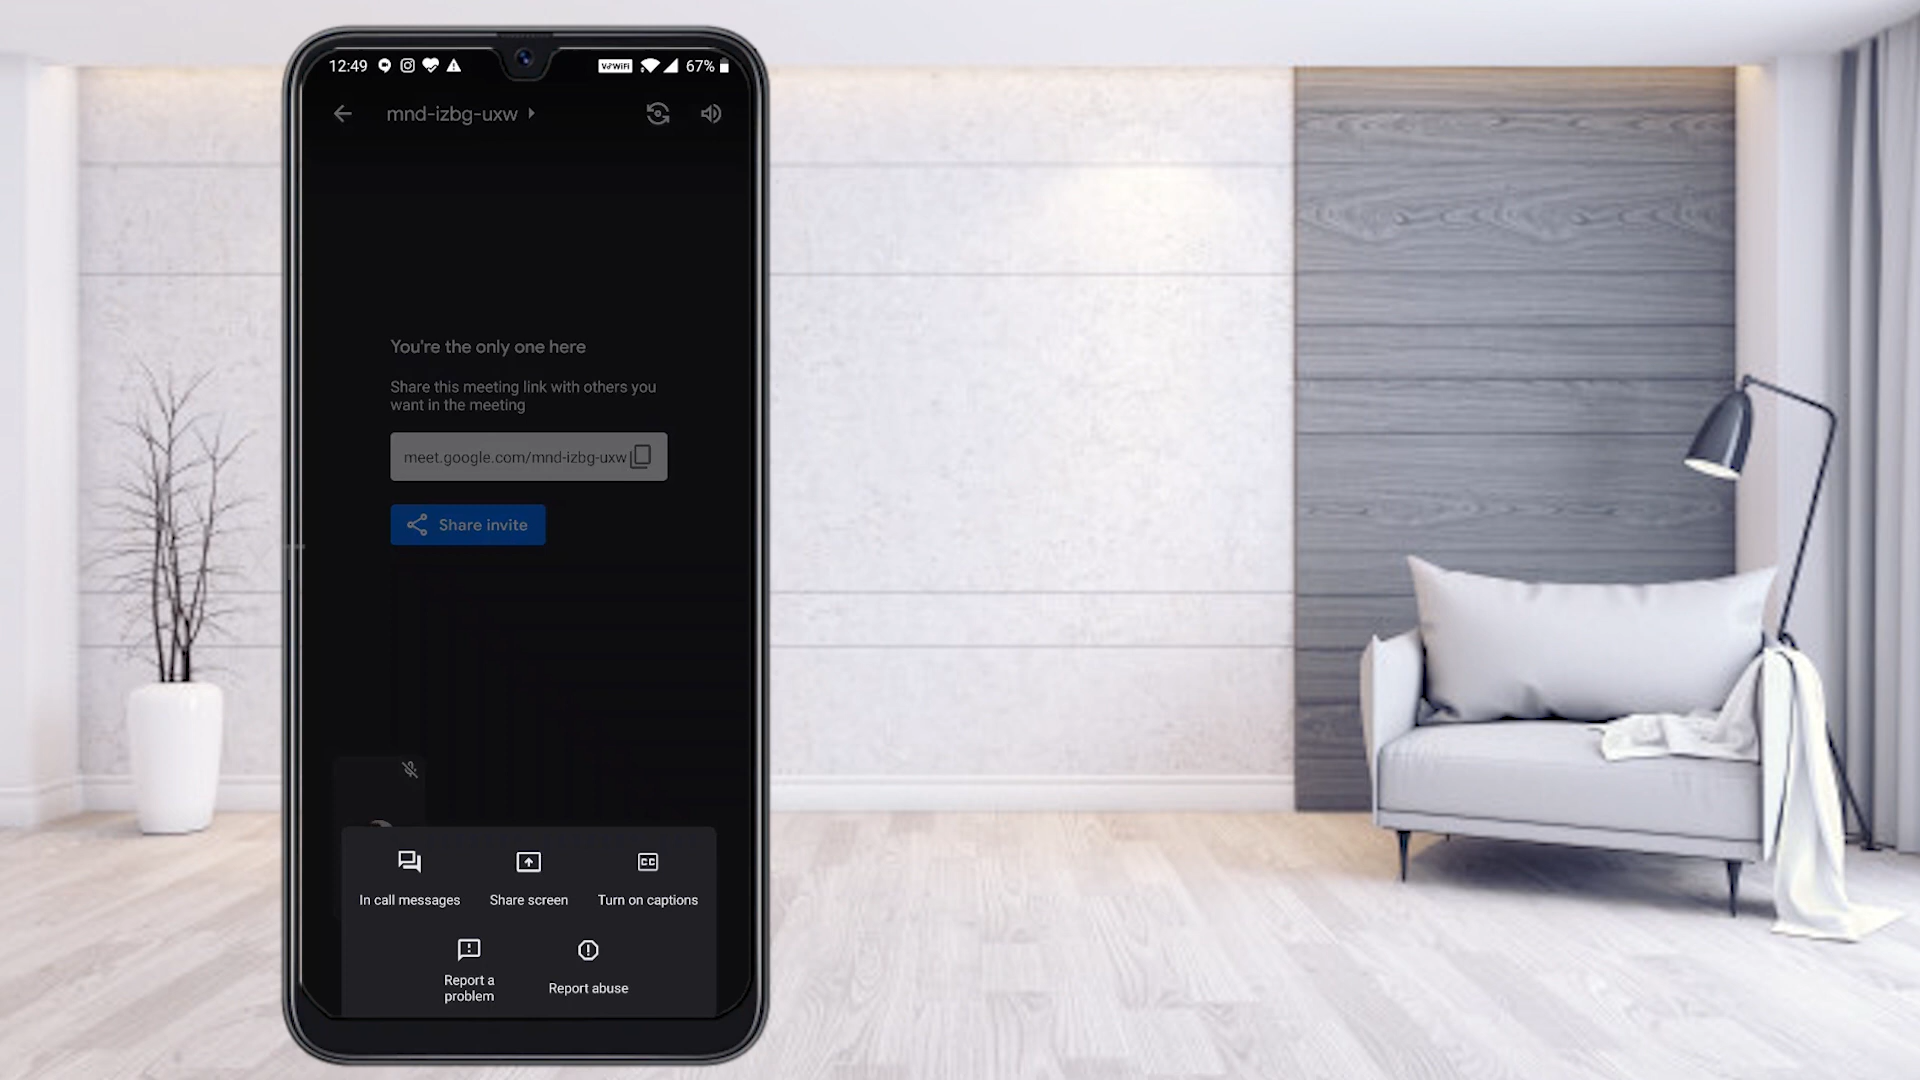 12:49
VoWiFi
67%
mnd-izbg-uxw
You're the only one here
Share this meeting link with others you
want in the meeting
meet.google.com/mnd-izbg-uxw
Share invite
In call messages
Share screen
CC
Turn on captions
Report a
problem
Report abuse